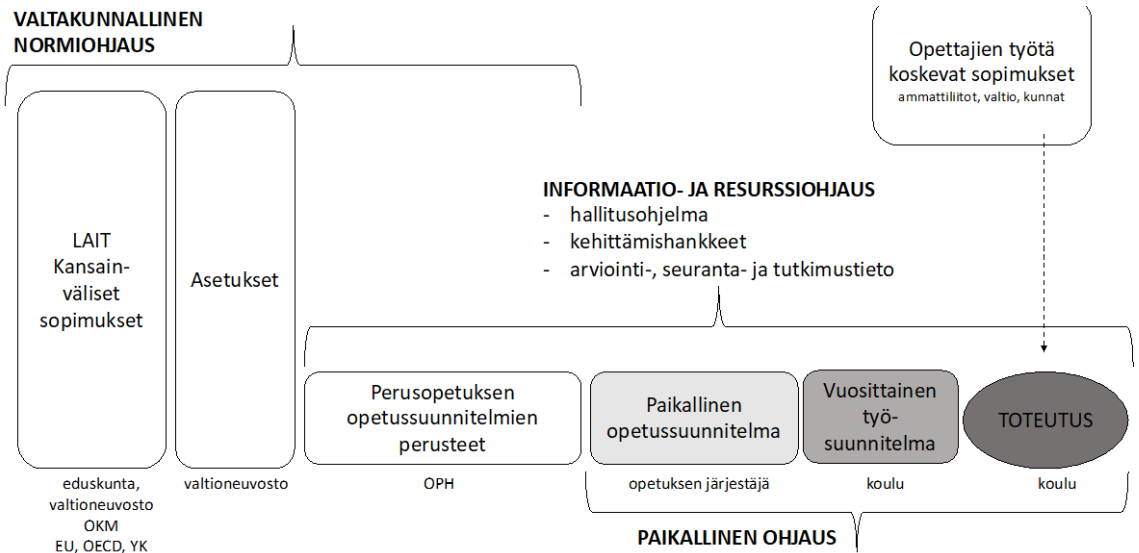 VALTAKUNNALLINEN
NORMIOHJAUS
Opettajien työtä
koskevat sopimukset
ammattiliitot, valtio, kunnat
INFORMAATIO- JA RESURSSIOHJAUS
- hallitusohjelma
- kehittämishankkeet
- arviointi-, seuranta- ja tutkimustieto
LAIT
Kansain-
väliset
sopimukset
Asetukset
Perusopetuksen
opetussuunnitelmien
perusteet
Paikallinen
opetussuunnitelma
Vuosittainen
työ-
suunnitelma
TOTEUTUS
eduskunta,
valtioneuvosto
OKM
EU, OECD, YK
valtioneuvosto
OPH
opetuksen järjestäjä
koulu
koulu
PAIKALLINEN OHJAUS